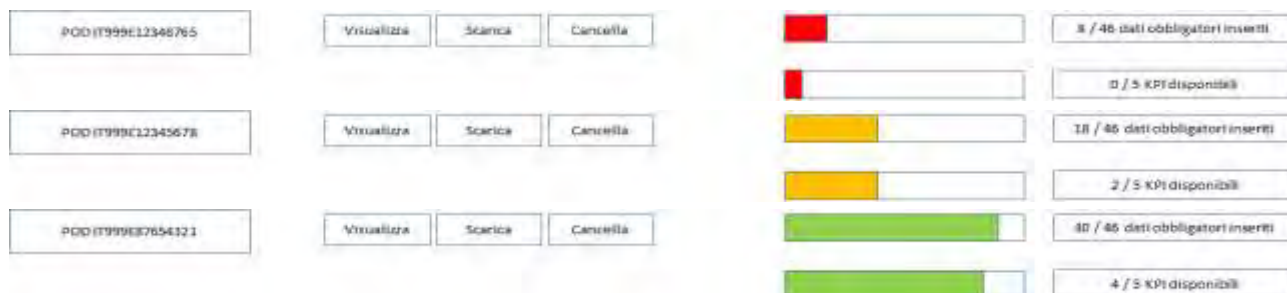 POD IT999E12348765 Visualizza Scarica Cancella 8 / 46 dati obbligatori inseriti
0 / 5 KPI disponibili
POD IT999E12345678 Visualizza Scarica Cancella 18 / 46 dati obbligatori inseriti
2 / 5 KPI disponibili
POD IT999E87654321 Visualizza Scarica Cancella 40 / 46 dati obbligatori inseriti
4 / 5 KPI disponibili